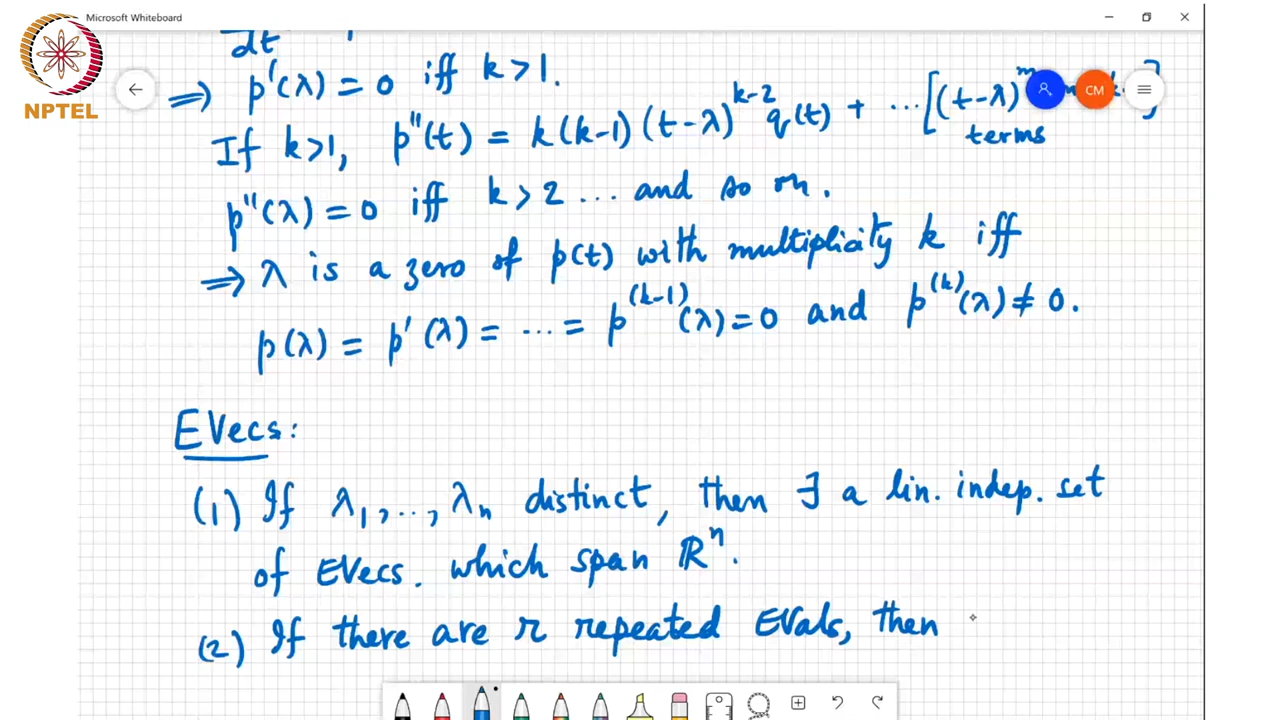 Microsoft Whiteboard
NPTEL
dt
⟹ p'(λ) = 0 iff k > 1.
If k>1, p''(t) = k(k-1)(t-λ)^{k-2} q(t) + ...[(t-λ)^m
terms
p''(λ) = 0 iff k > 2 ... and so on.
⟹ λ is a zero of p(t) with multiplicity k iff
p(λ) = p'(λ) = ... = p^{(k-1)}(λ) = 0 and p^{(k)}(λ) ≠ 0.
EVecs:
(1) If λ₁, .., λₙ distinct, then ∃ a lin. indep. set
of EVecs. which span ℝⁿ.
(2) If there are r repeated EVals, then
CM